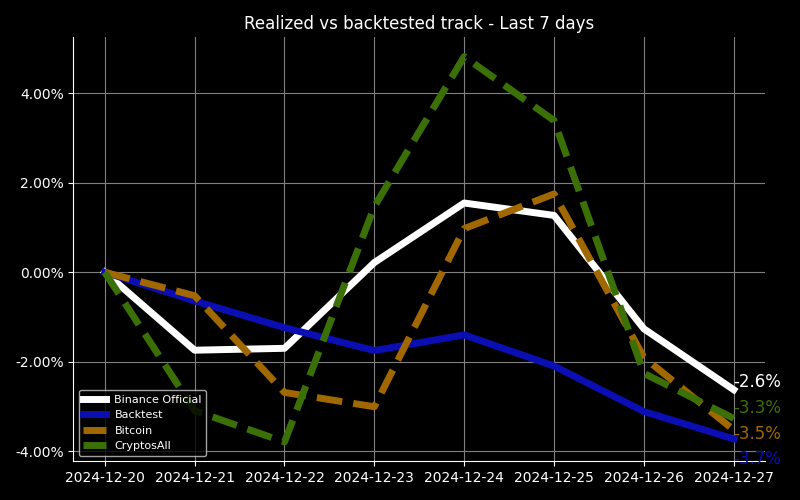 Realized vs backtested track - Last 7 days
4.00%
2.00%
0.00%
-2.00%
-4.00%
Binance Official
Backtest
Bitcoin
CryptosAll
-2.6%
-3.3%
-3.5%
-3.7%
2024-12-20 2024-12-21 2024-12-22 2024-12-23 2024-12-24 2024-12-25 2024-12-26 2024-12-27